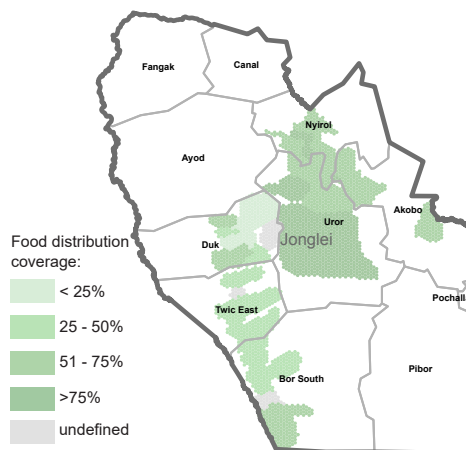 Canal
Fangak
Nyirol
Ayod
Akobo
Uror
Jonglei
Duk
Food distribution
coverage:
< 25%
25 - 50%
51 - 75%
>75%
undefined
Pochall
Twic East
Pibor
Bor South